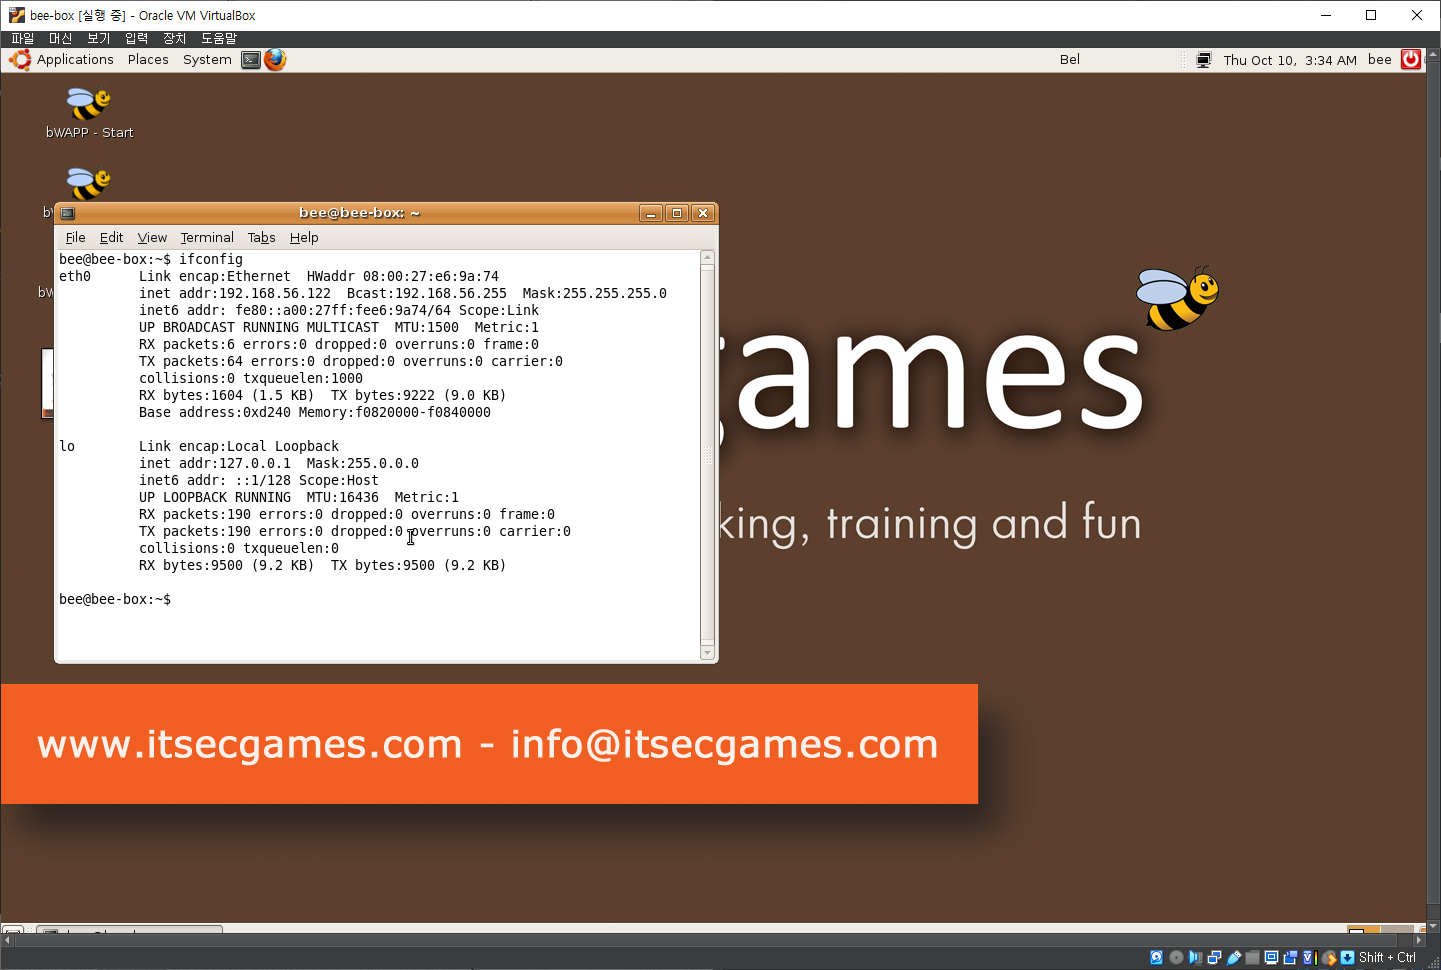 bee-box [실행 중] - Oracle VM VirtualBox
파일 머신 보기 입력 장치 도움말
Applications Places System Bel Thu Oct 10, 3:34 AM bee
bWAPP - Start
bee@bee-box: ~
File Edit View Terminal Tabs Help
bee@bee-box:~$ ifconfig
eth0 Link encap:Ethernet HWaddr 08:00:27:e6:9a:74
inet addr:192.168.56.122 Bcast:192.168.56.255 Mask:255.255.255.0
inet6 addr: fe80::a00:27ff:fee6:9a74/64 Scope:Link
UP BROADCAST RUNNING MULTICAST MTU:1500 Metric:1
RX packets:6 errors:0 dropped:0 overruns:0 frame:0
TX packets:64 errors:0 dropped:0 overruns:0 carrier:0
collisions:0 txqueuelen:1000
RX bytes:1604 (1.5 KB) TX bytes:9222 (9.0 KB)
Base address:0xd240 Memory:f0820000-f0840000
lo Link encap:Local Loopback
inet addr:127.0.0.1 Mask:255.0.0.0
inet6 addr: ::1/128 Scope:Host
UP LOOPBACK RUNNING MTU:16436 Metric:1
RX packets:190 errors:0 dropped:0 overruns:0 frame:0
TX packets:190 errors:0 dropped:0 overruns:0 carrier:0
collisions:0 txqueuelen:0
RX bytes:9500 (9.2 KB) TX bytes:9500 (9.2 KB)
bee@bee-box:~$
games
king, training and fun
www.itsecgames.com - info@itsecgames.com
Shift + Ctrl